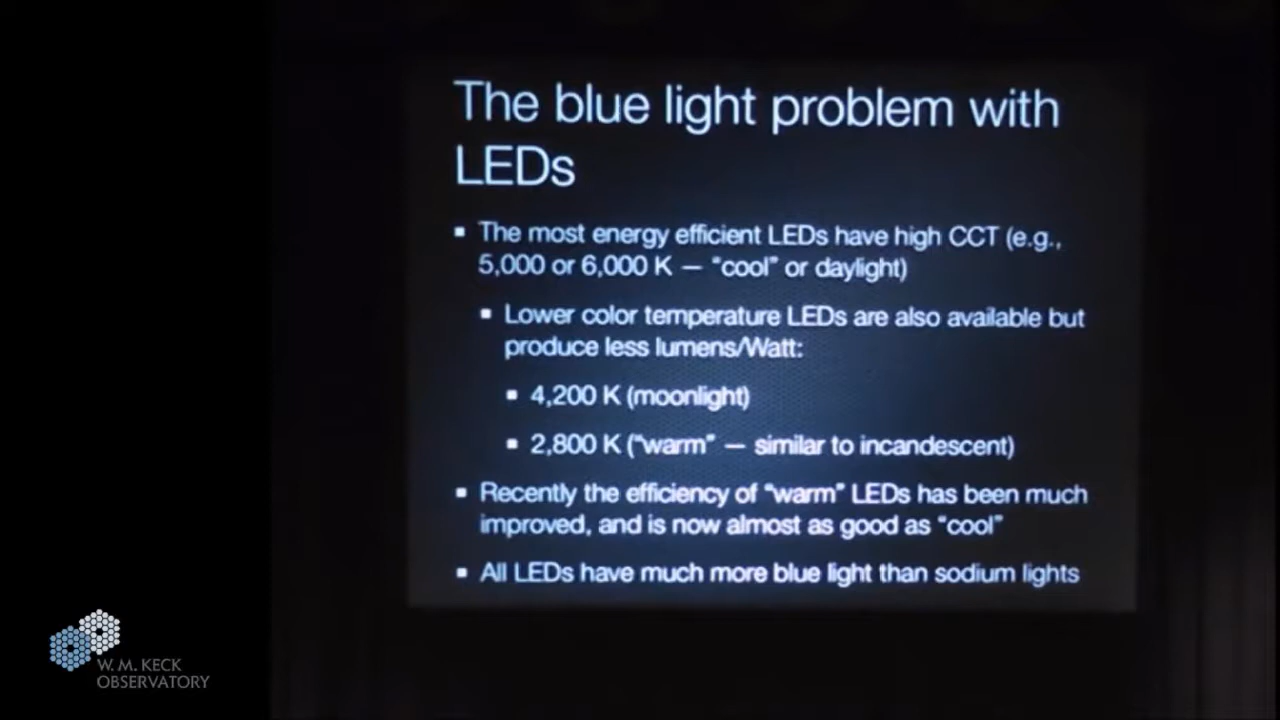 The blue light problem with
LEDs
▪ The most energy efficient LEDs have high CCT (e.g.,
5,000 or 6,000 K — "cool" or daylight)
▪ Lower color temperature LEDs are also available but
produce less lumens/Watt:
▪ 4,200 K (moonlight)
▪ 2,800 K ("warm" — similar to incandescent)
▪ Recently the efficiency of "warm" LEDs has been much
improved, and is now almost as good as "cool"
▪ All LEDs have much more blue light than sodium lights
W. M. KECK
OBSERVATORY